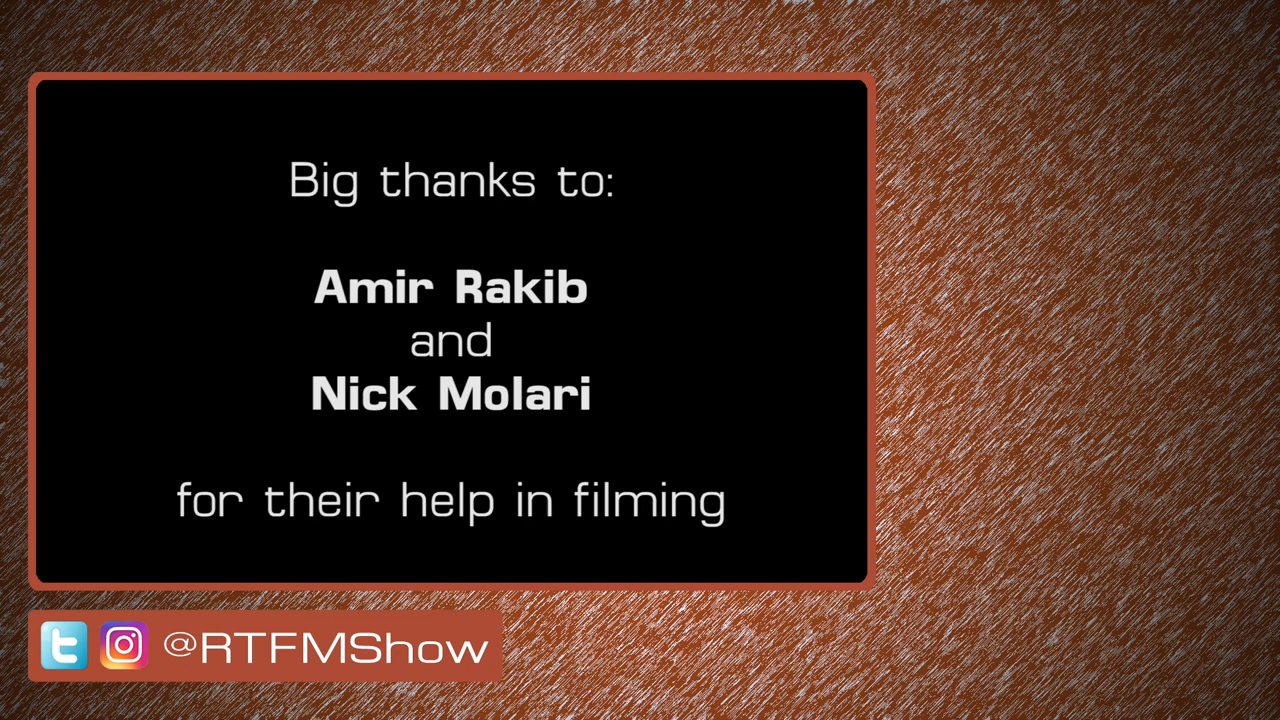 Big thanks to:
Amir Rakib
and
Nick Molari
for their help in filming
@RTFMShow